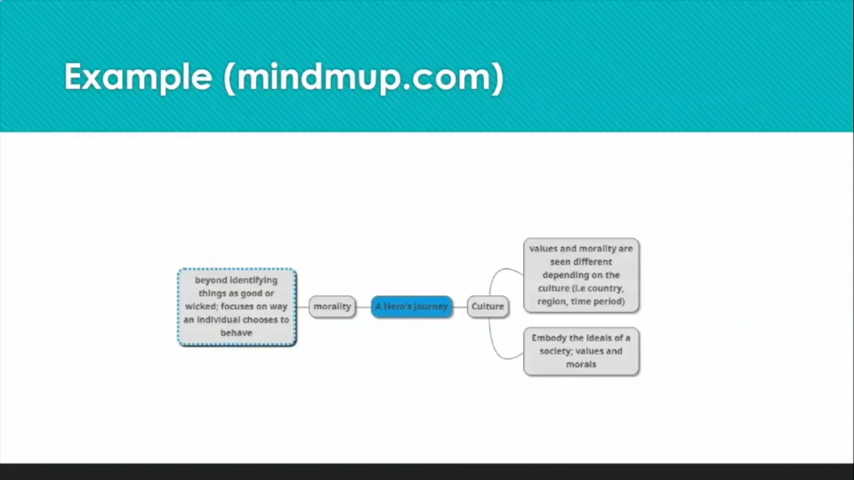 Example (mindmup.com)
beyond identifying
things as good or
wicked; focuses on way
an individual chooses to
behave
morality
A Hero's Journey
Culture
values and morality are
seen different
depending on the
culture (i.e country,
region, time period)
Embody the ideals of a
society; values and
morals